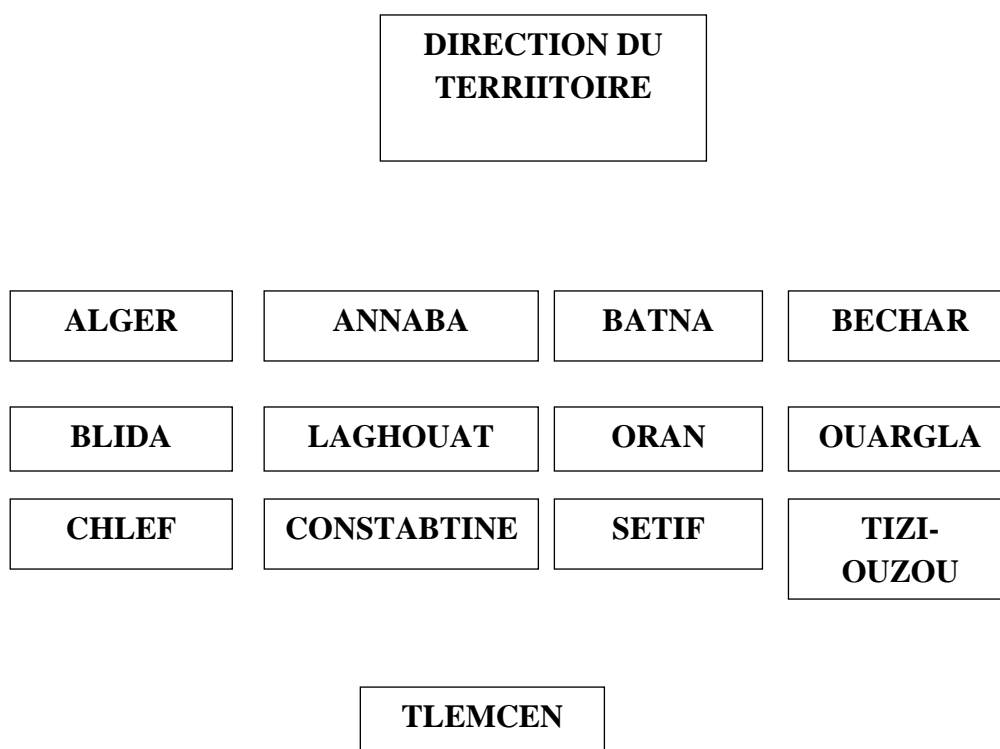 DIRECTION DU
TERRIITOIRE
ALGER
ANNABA
BATNA
BECHAR
BLIDA
LAGHOUAT
ORAN
OUARGLA
CHLEF
CONSTABTINE
SETIF
TIZI-
OUZOU
TLEMCEN